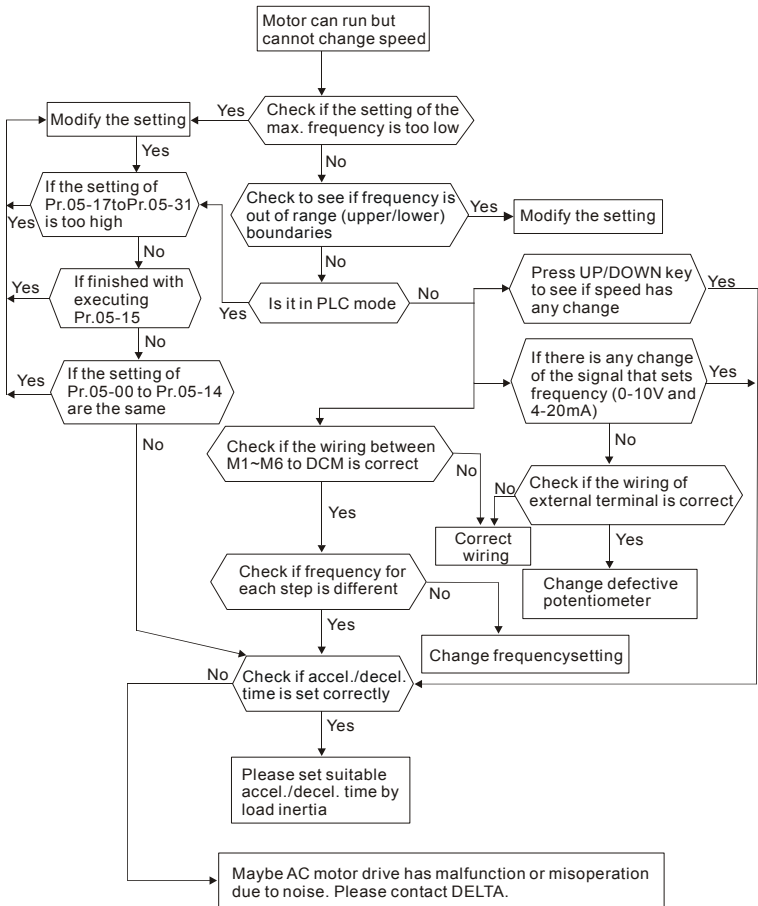 Motor can run but
cannot change speed
Yes
Check if the setting of the
max. frequency is too low
Modify the setting
Yes
No
If the setting of
Pr.05-17toPr.05-31
is too high
Yes
Check to see if frequency is
out of range (upper/lower)
boundaries
Yes
Modify the setting
No
No
If finished with
executing
Pr.05-15
Yes
Yes
Is it in PLC mode
No
Press UP/DOWN key
to see if speed has
any change
Yes
No
If the setting of
Pr.05-00 to Pr.05-14
are the same
Yes
If there is any change
of the signal that sets
frequency (0-10V and
4-20mA)
Yes
No
No
Check if the wiring between
M1~M6 to DCM is correct
No
No
Check if the wiring of
external terminal is correct
Yes
Correct
wiring
Yes
Check if frequency for
each step is different
No
Change defective
potentiometer
Yes
Change frequencysetting
No
Check if accel./decel.
time is set correctly
Yes
Please set suitable
accel./decel. time by
load inertia
Maybe AC motor drive has malfunction or misoperation
due to noise. Please contact DELTA.